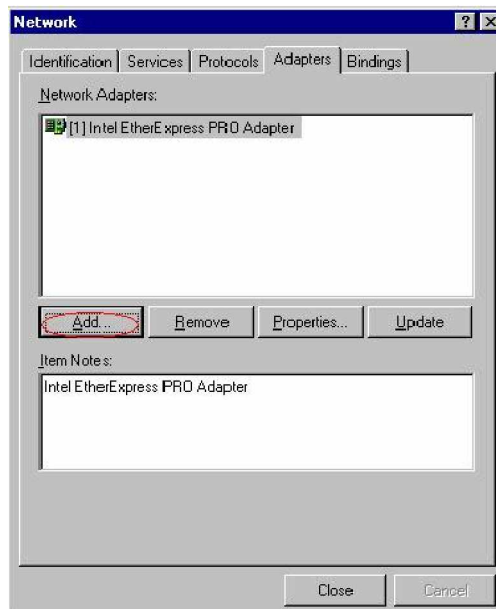 Network
Identification Services Protocols Adapters Bindings
Network Adapters:
[1] Intel EtherExpress PRO Adapter
Add... Remove Properties... Update
Item Notes:
Intel EtherExpress PRO Adapter
Close Cancel